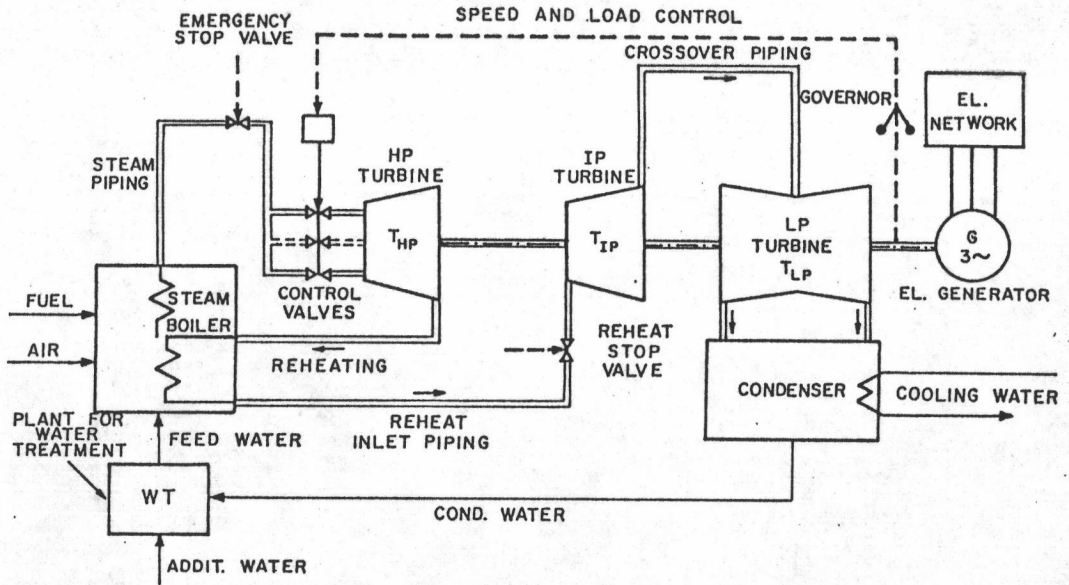 SPEED AND LOAD CONTROL
EMERGENCY
STOP VALVE
CROSSOVER PIPING
GOVERNOR
EL.
NETWORK
STEAM
PIPING
HP
TURBINE
IP
TURBINE
T_HP
T_IP
LP
TURBINE
T_LP
G
3~
EL. GENERATOR
FUEL
STEAM
BOILER
CONTROL
VALVES
AIR
REHEATING
REHEAT
STOP
VALVE
CONDENSER
COOLING WATER
REHEAT
INLET PIPING
PLANT FOR
WATER
TREATMENT
FEED WATER
WT
COND. WATER
ADDIT. WATER